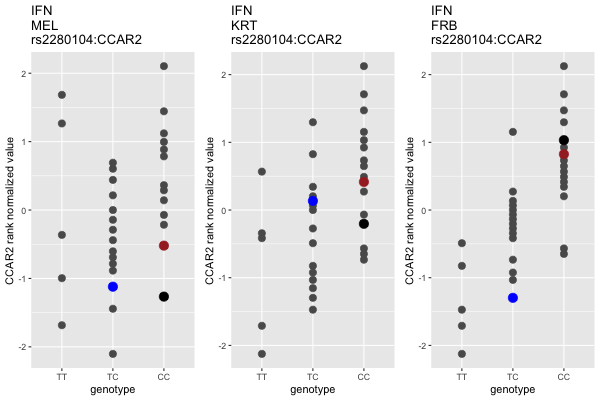 IFN
MEL
rs2280104:CCAR2
CCAR2 rank normalized value
2
1
0
-1
-2
TT TC CC
genotype
IFN
KRT
rs2280104:CCAR2
CCAR2 rank normalized value
2
1
0
-1
-2
TT TC CC
genotype
IFN
FRB
rs2280104:CCAR2
CCAR2 rank normalized value
2
1
0
-1
-2
TT TC CC
genotype